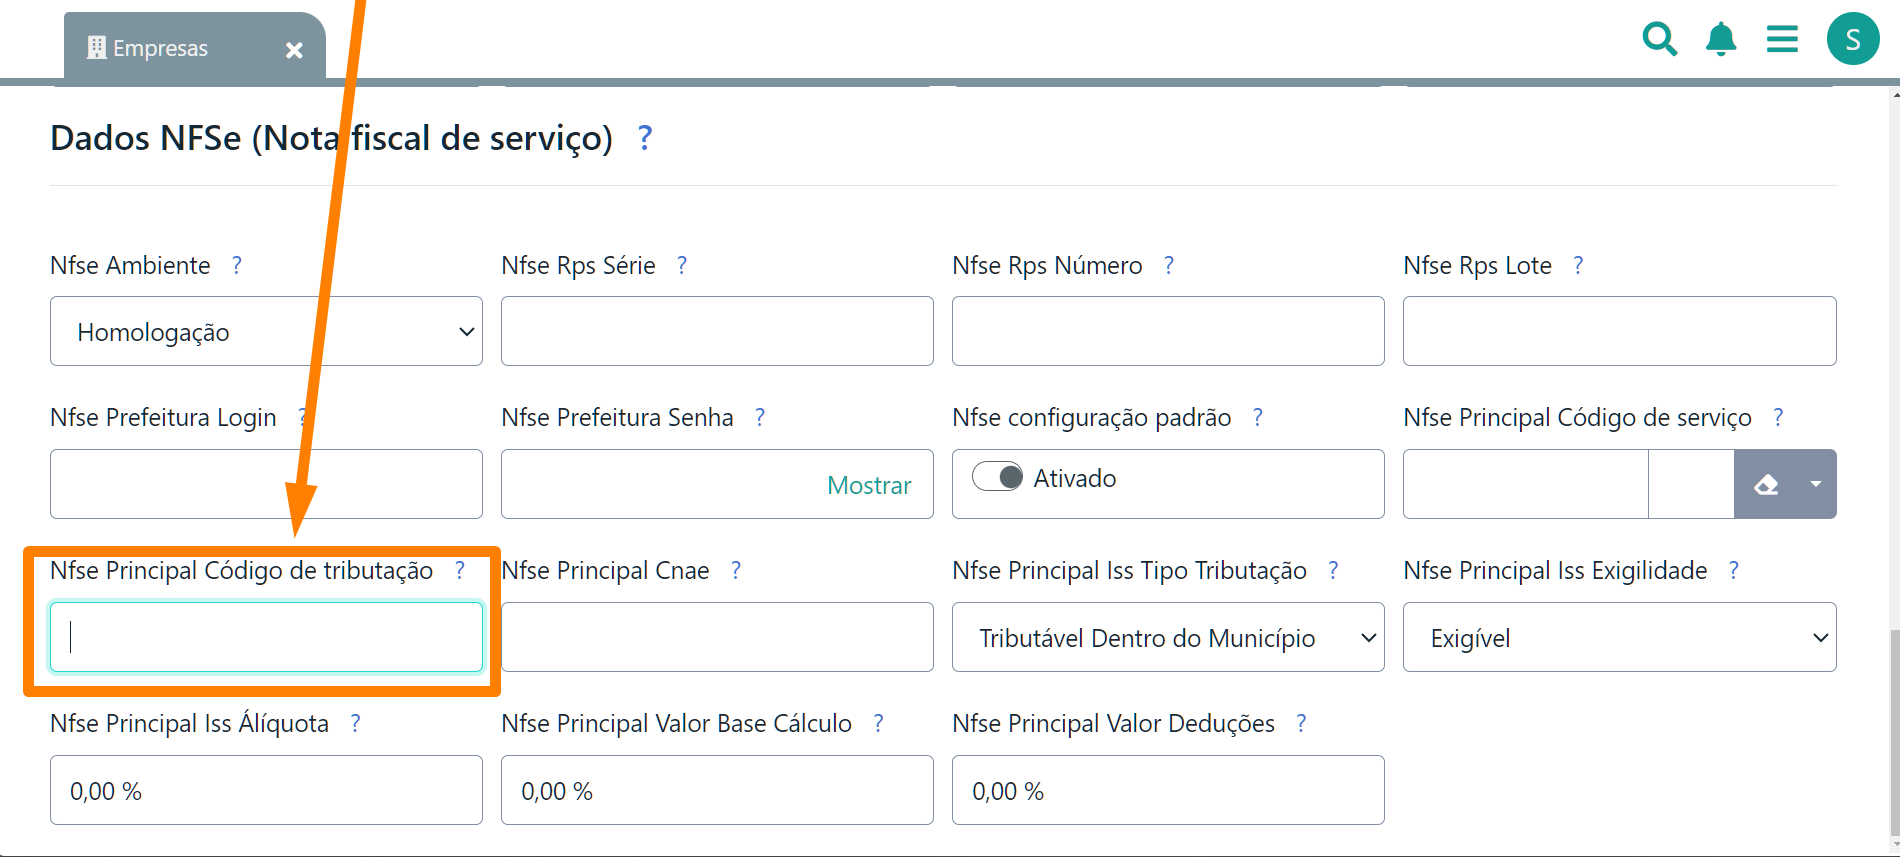 Empresas
S
Dados NFSe (Nota fiscal de serviço) ?
Nfse Ambiente ?
Nfse Rps Série ?
Nfse Rps Número ?
Nfse Rps Lote ?
Homologação
Nfse Prefeitura Login ?
Nfse Prefeitura Senha ?
Nfse configuração padrão ?
Nfse Principal Código de serviço ?
Mostrar
Ativado
Nfse Principal Código de tributação ?
Nfse Principal Cnae ?
Nfse Principal Iss Tipo Tributação ?
Nfse Principal Iss Exigilidade ?
Tributável Dentro do Município
Exigível
Nfse Principal Iss Álíquota ?
Nfse Principal Valor Base Cálculo ?
Nfse Principal Valor Deduções ?
0,00 %
0,00 %
0,00 %